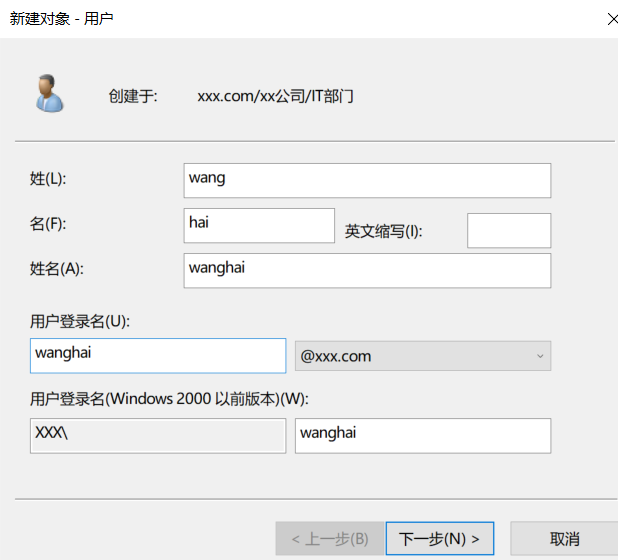 新建对象 - 用户
创建于: xxx.com/xx公司/IT部门
姓(L): wang
名(F): hai 英文缩写(I):
姓名(A): wanghai
用户登录名(U):
wanghai @xxx.com
用户登录名(Windows 2000 以前版本)(W):
XXX\ wanghai
< 上一步(B) 下一步(N) > 取消